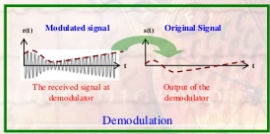 Modulated signal
Original Signal
s(t)
t
t
The received signal at
demodulator
Output of the
demodulator
Demodulation